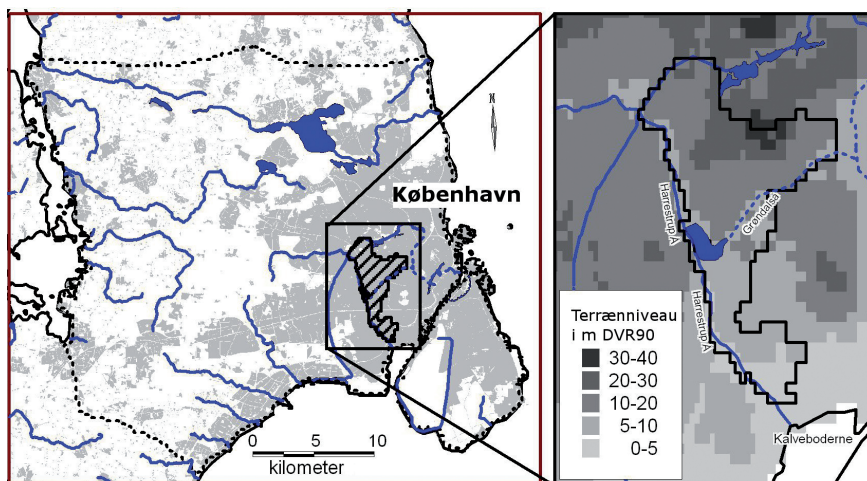 N
København
0 5 10
kilometer
Harrestrup Å
Grøndalså
Harrestrup Å
Terrænniveau
i m DVR90
30-40
20-30
10-20
5-10
0-5
Kalveboderne